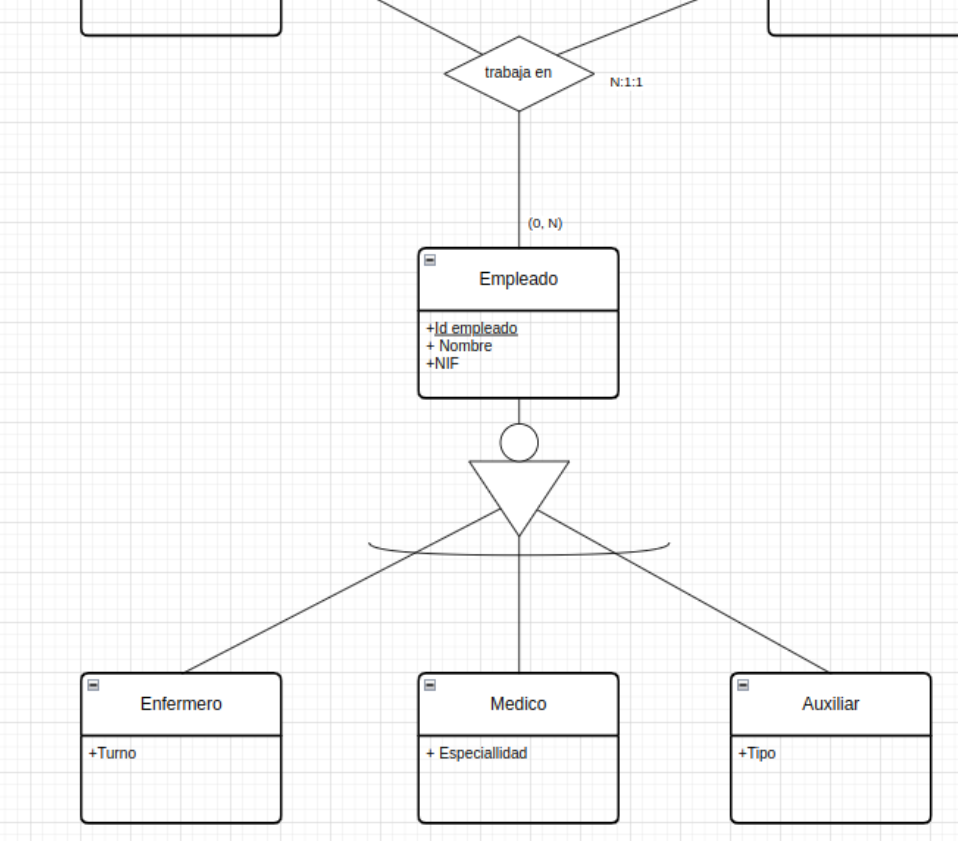 trabaja en
N:1:1
(0, N)
Empleado
+Id empleado
+ Nombre
+NIF
Enfermero
+Turno
Medico
+ Especiallidad
Auxiliar
+Tipo